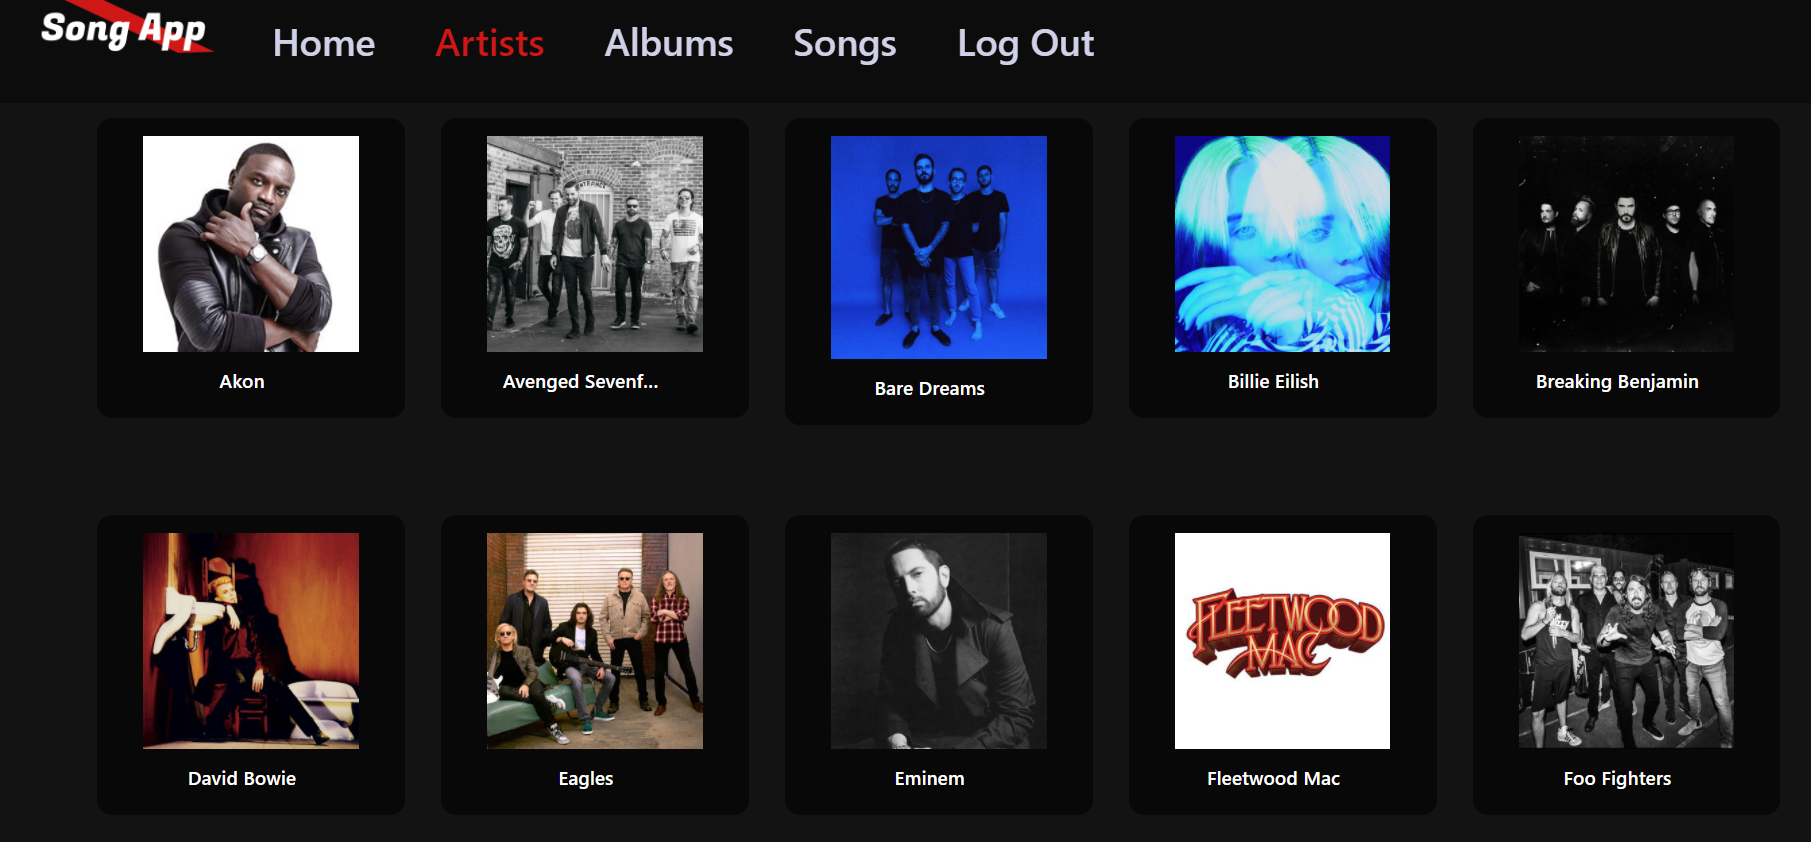 Song App
Home
Artists
Albums
Songs
Log Out
Akon
Avenged Sevenf...
Bare Dreams
Billie Eilish
Breaking Benjamin
FLEETWOOD
MAC
David Bowie
Eagles
Eminem
Fleetwood Mac
Foo Fighters